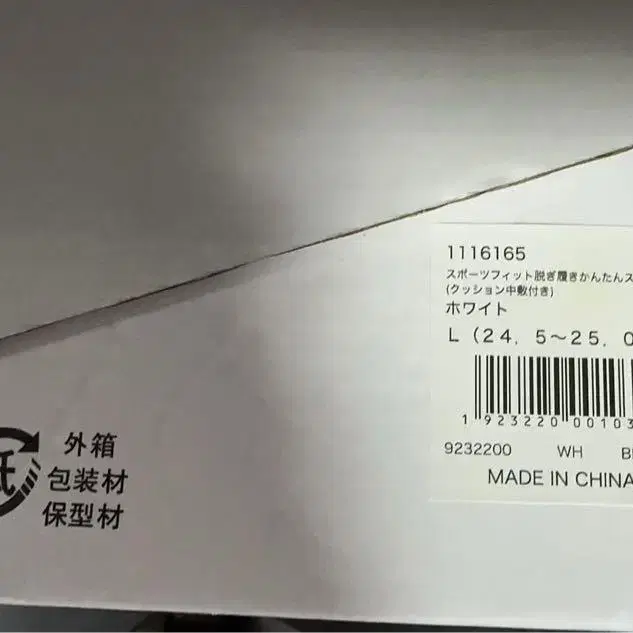 1116165
スポーツフィット脱ぎ履きかんたんス
(クッション中敷付き)
ホワイト
L (24. 5〜25. 0
1 923220 00103
9232200 WH B
MADE IN CHINA
紙
外箱
包装材
保型材